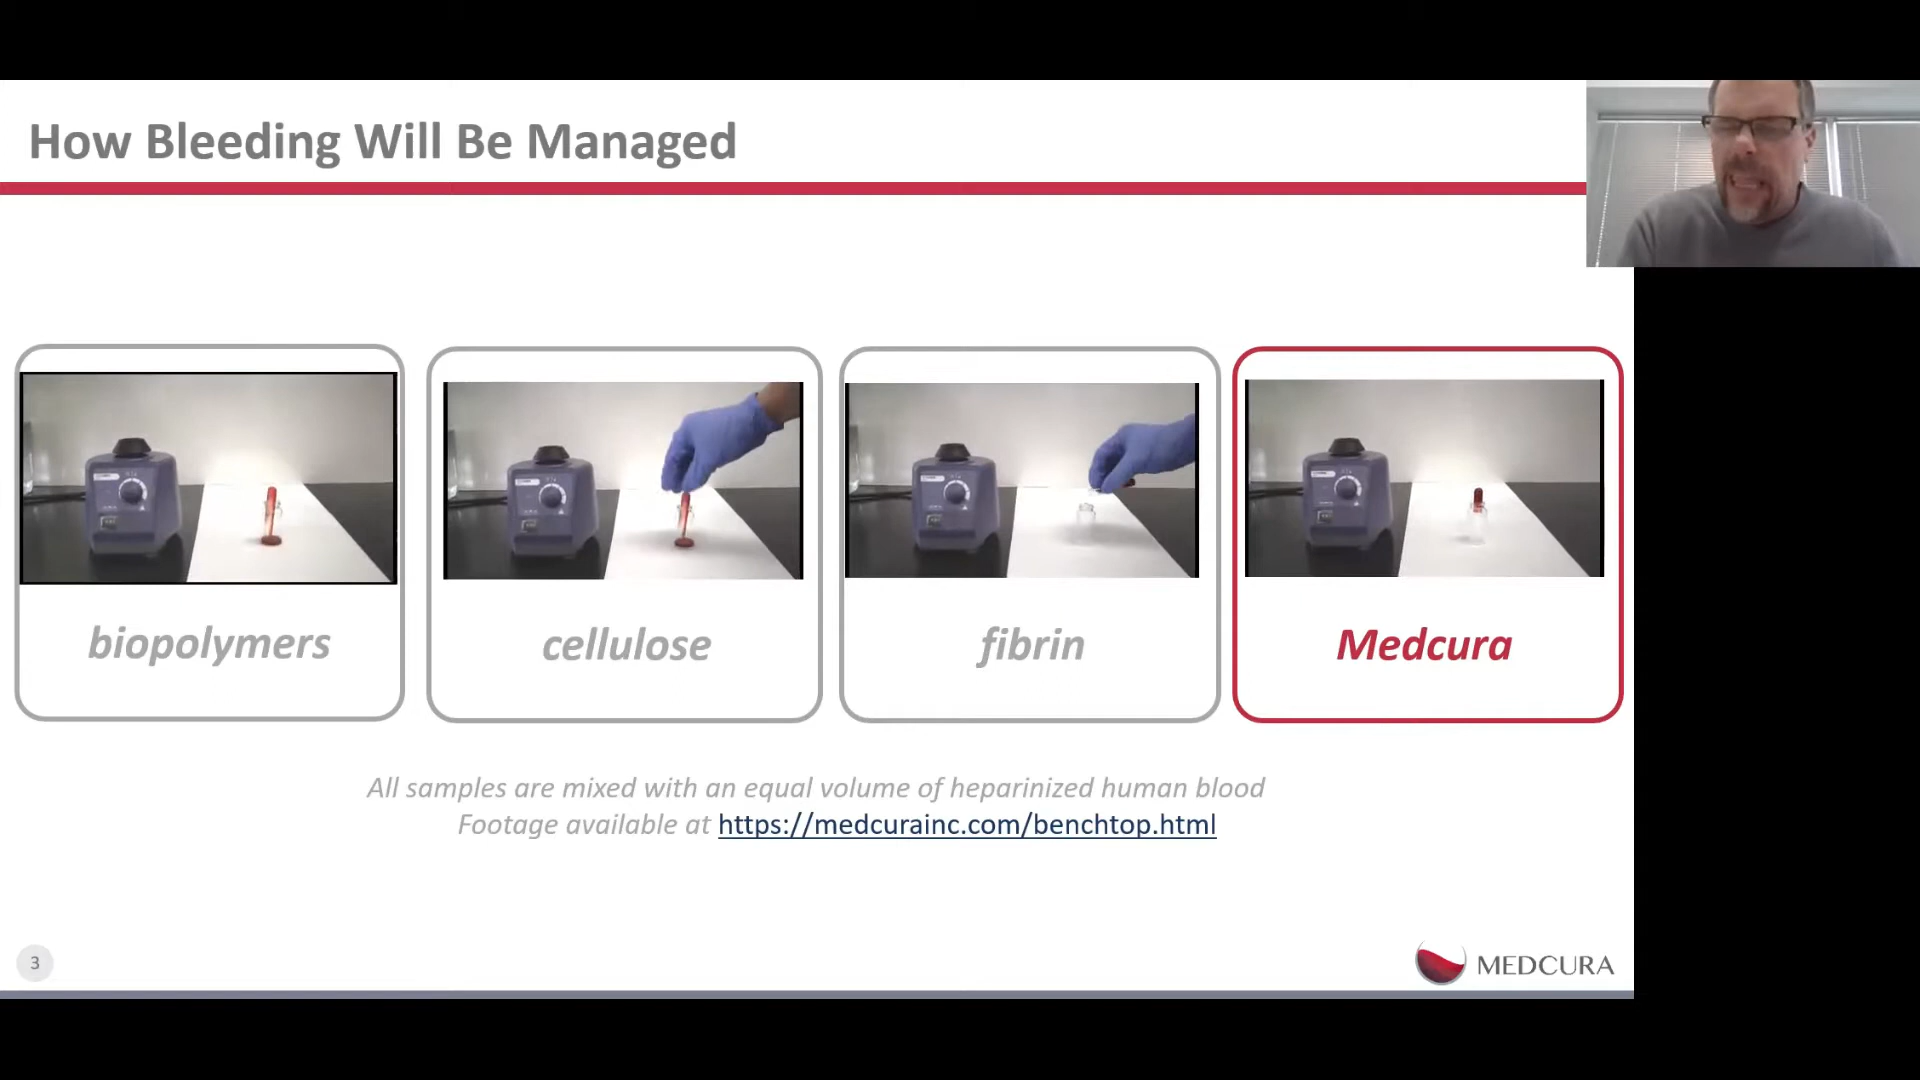 How Bleeding Will Be Managed
biopolymers
cellulose
fibrin
Medcura
All samples are mixed with an equal volume of heparinized human blood
Footage available at https://medcurainc.com/benchtop.html
3
MEDCURA